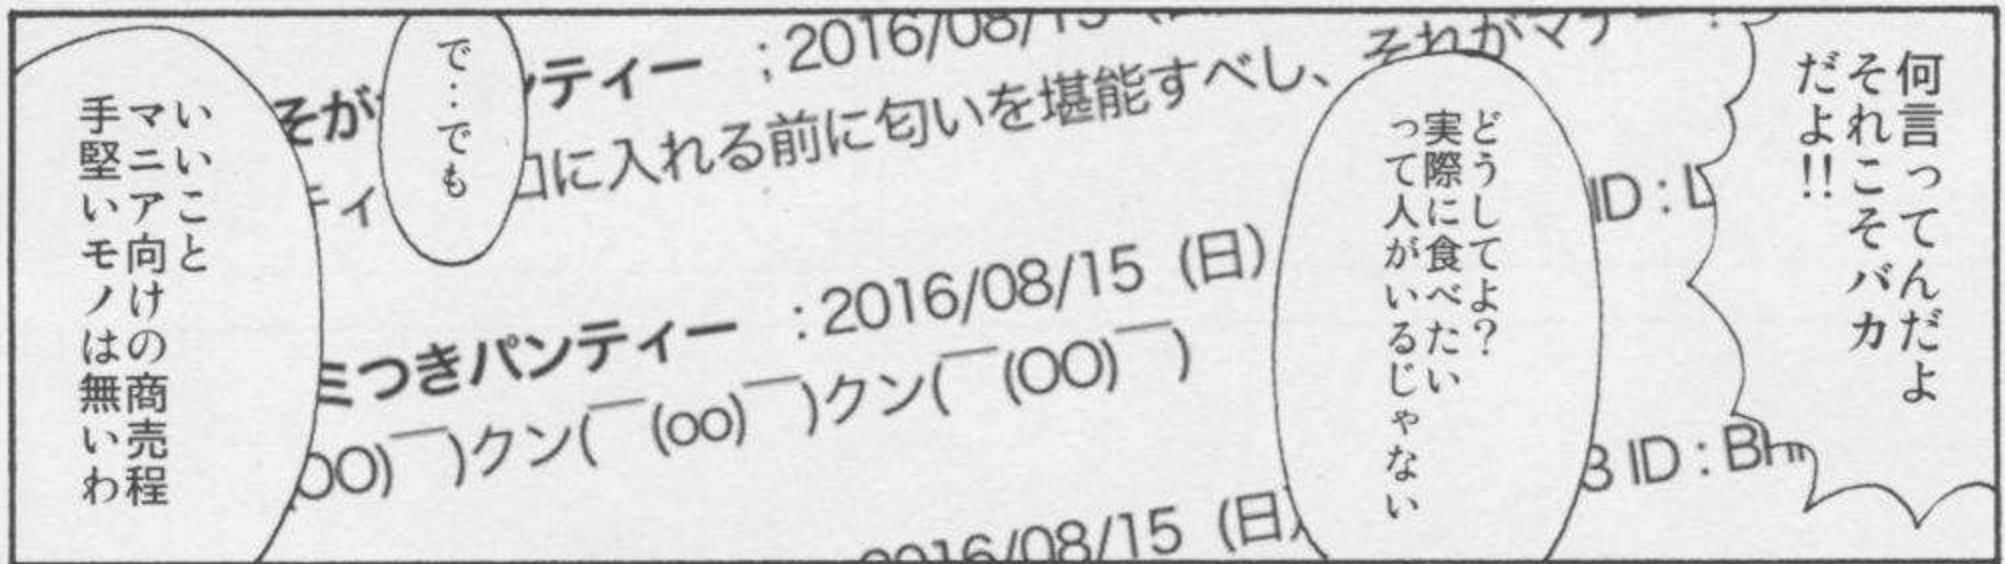 何言ってんだよ
それこそバカ
だよ!!
どうしてよ?
実際に食べたい
って人がいるじゃない
で‥でも
いいこと
マニア向けの商売程
手堅いモノは無いわ
ティー : 2016/08/15
口に入れる前に匂いを堪能すべし、それがマナー
ID : L
ミつきパンティー : 2016/08/15 (日)
OO)￣)クン(￣(oo)￣)クン(￣(OO)￣)
3 ID : Bhm
2016/08/15 (日)